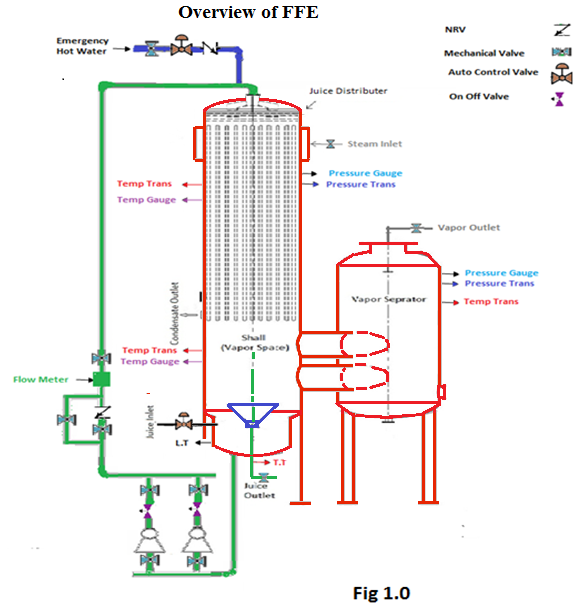 Overview of FFE
Emergency
Hot Water
NRV
Mechanical Valve
Auto Control Valve
On Off Valve
Juice Distributer
Steam Inlet
Pressure Gauge
Pressure Trans
Temp Trans
Temp Gauge
Vapor Outlet
Pressure Gauge
Pressure Trans
Temp Trans
Vapor Seprator
Condensate Outlet
Shall
(Vapor Space)
Temp Trans
Temp Gauge
Flow Meter
Juice Inlet
L.T
T.T
Juice
Outlet
Fig 1.0